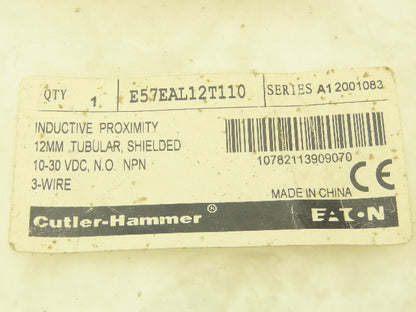 QTY 1 E57EAL12T110 SERIES A1 2001083
INDUCTIVE PROXIMITY
12MM TUBULAR, SHIELDED
10-30 VDC, N.O. NPN
3-WIRE
10782113909070
MADE IN CHINA CE
Cutler-Hammer® EATON